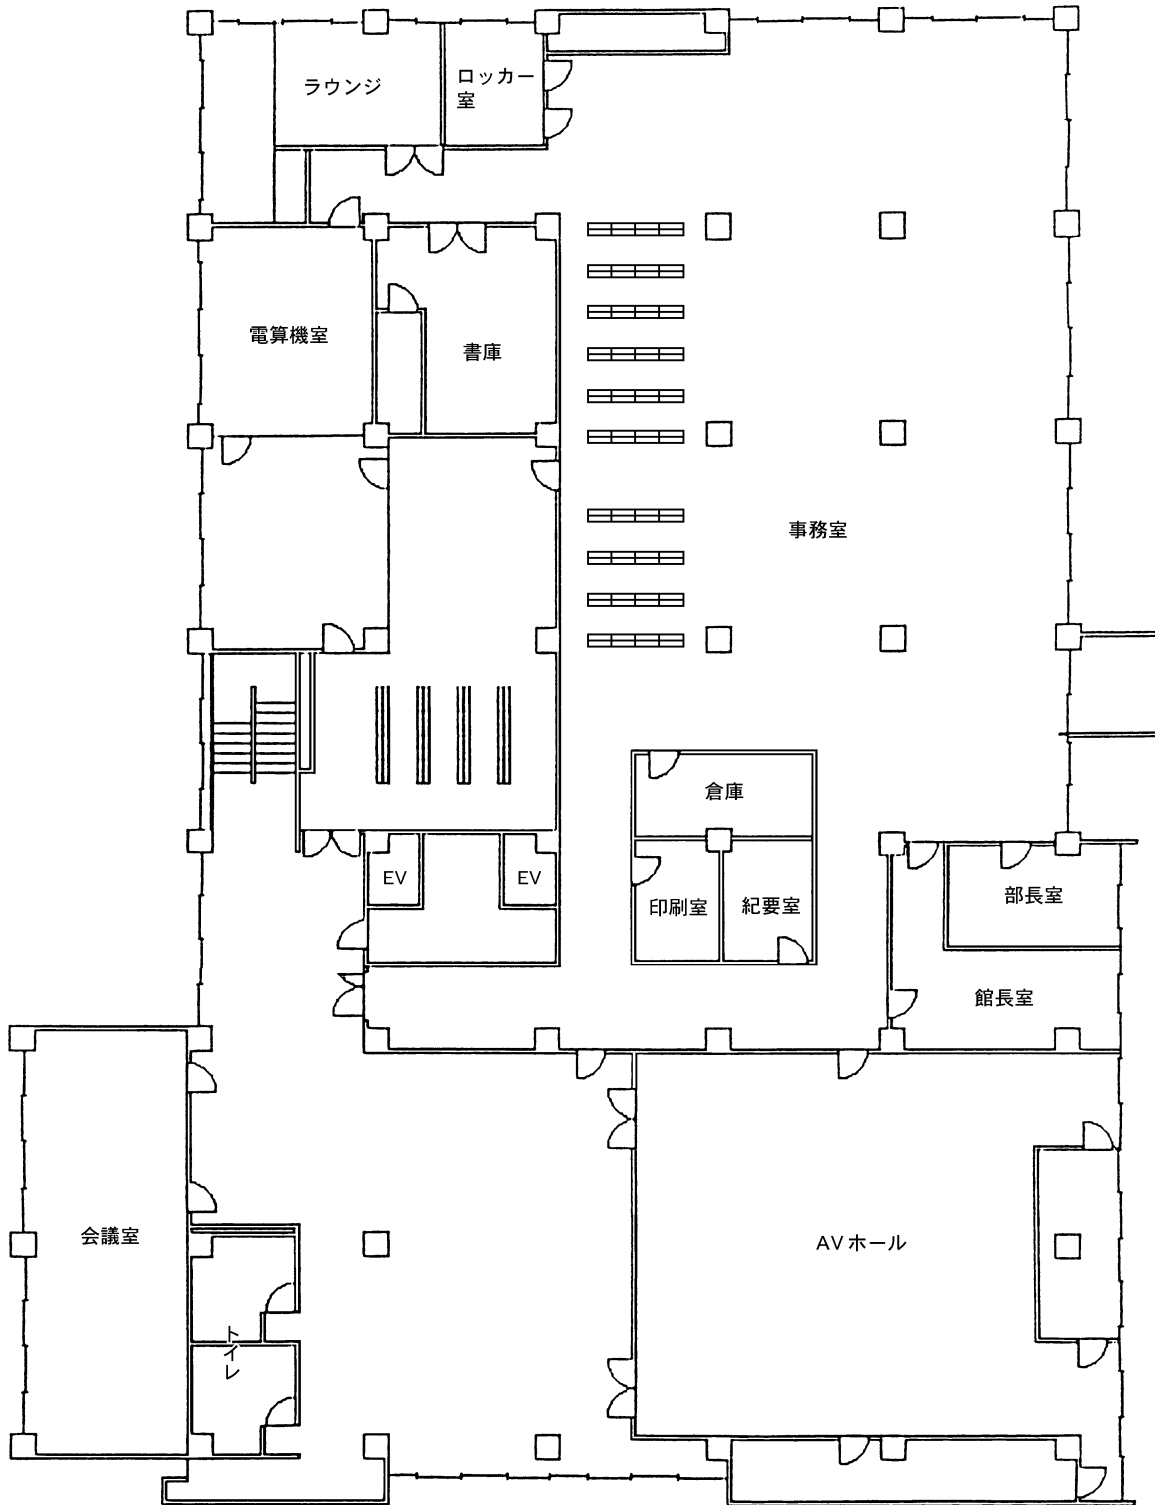 ラウンジ
ロッカー
室
電算機室
書庫
事務室
倉庫
EV
EV
印刷室
紀要室
部長室
館長室
会議室
AVホール
トイレ